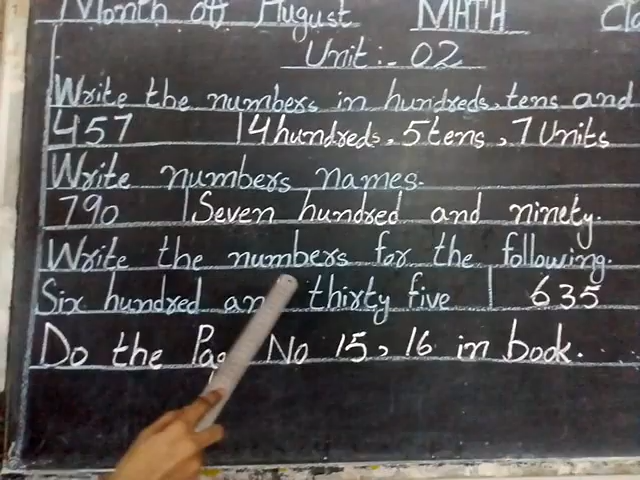 Month off August MATH Cla
Unit :- 02
Write the numbers in hundreds, tens and
457 | 4 hundreds, 5 tens, 7 Units
Write numbers names.
790 | Seven hundred and ninety.
Write the numbers for the following.
Six hundred and thirty five | 635
Do the Page No 15, 16 in book.